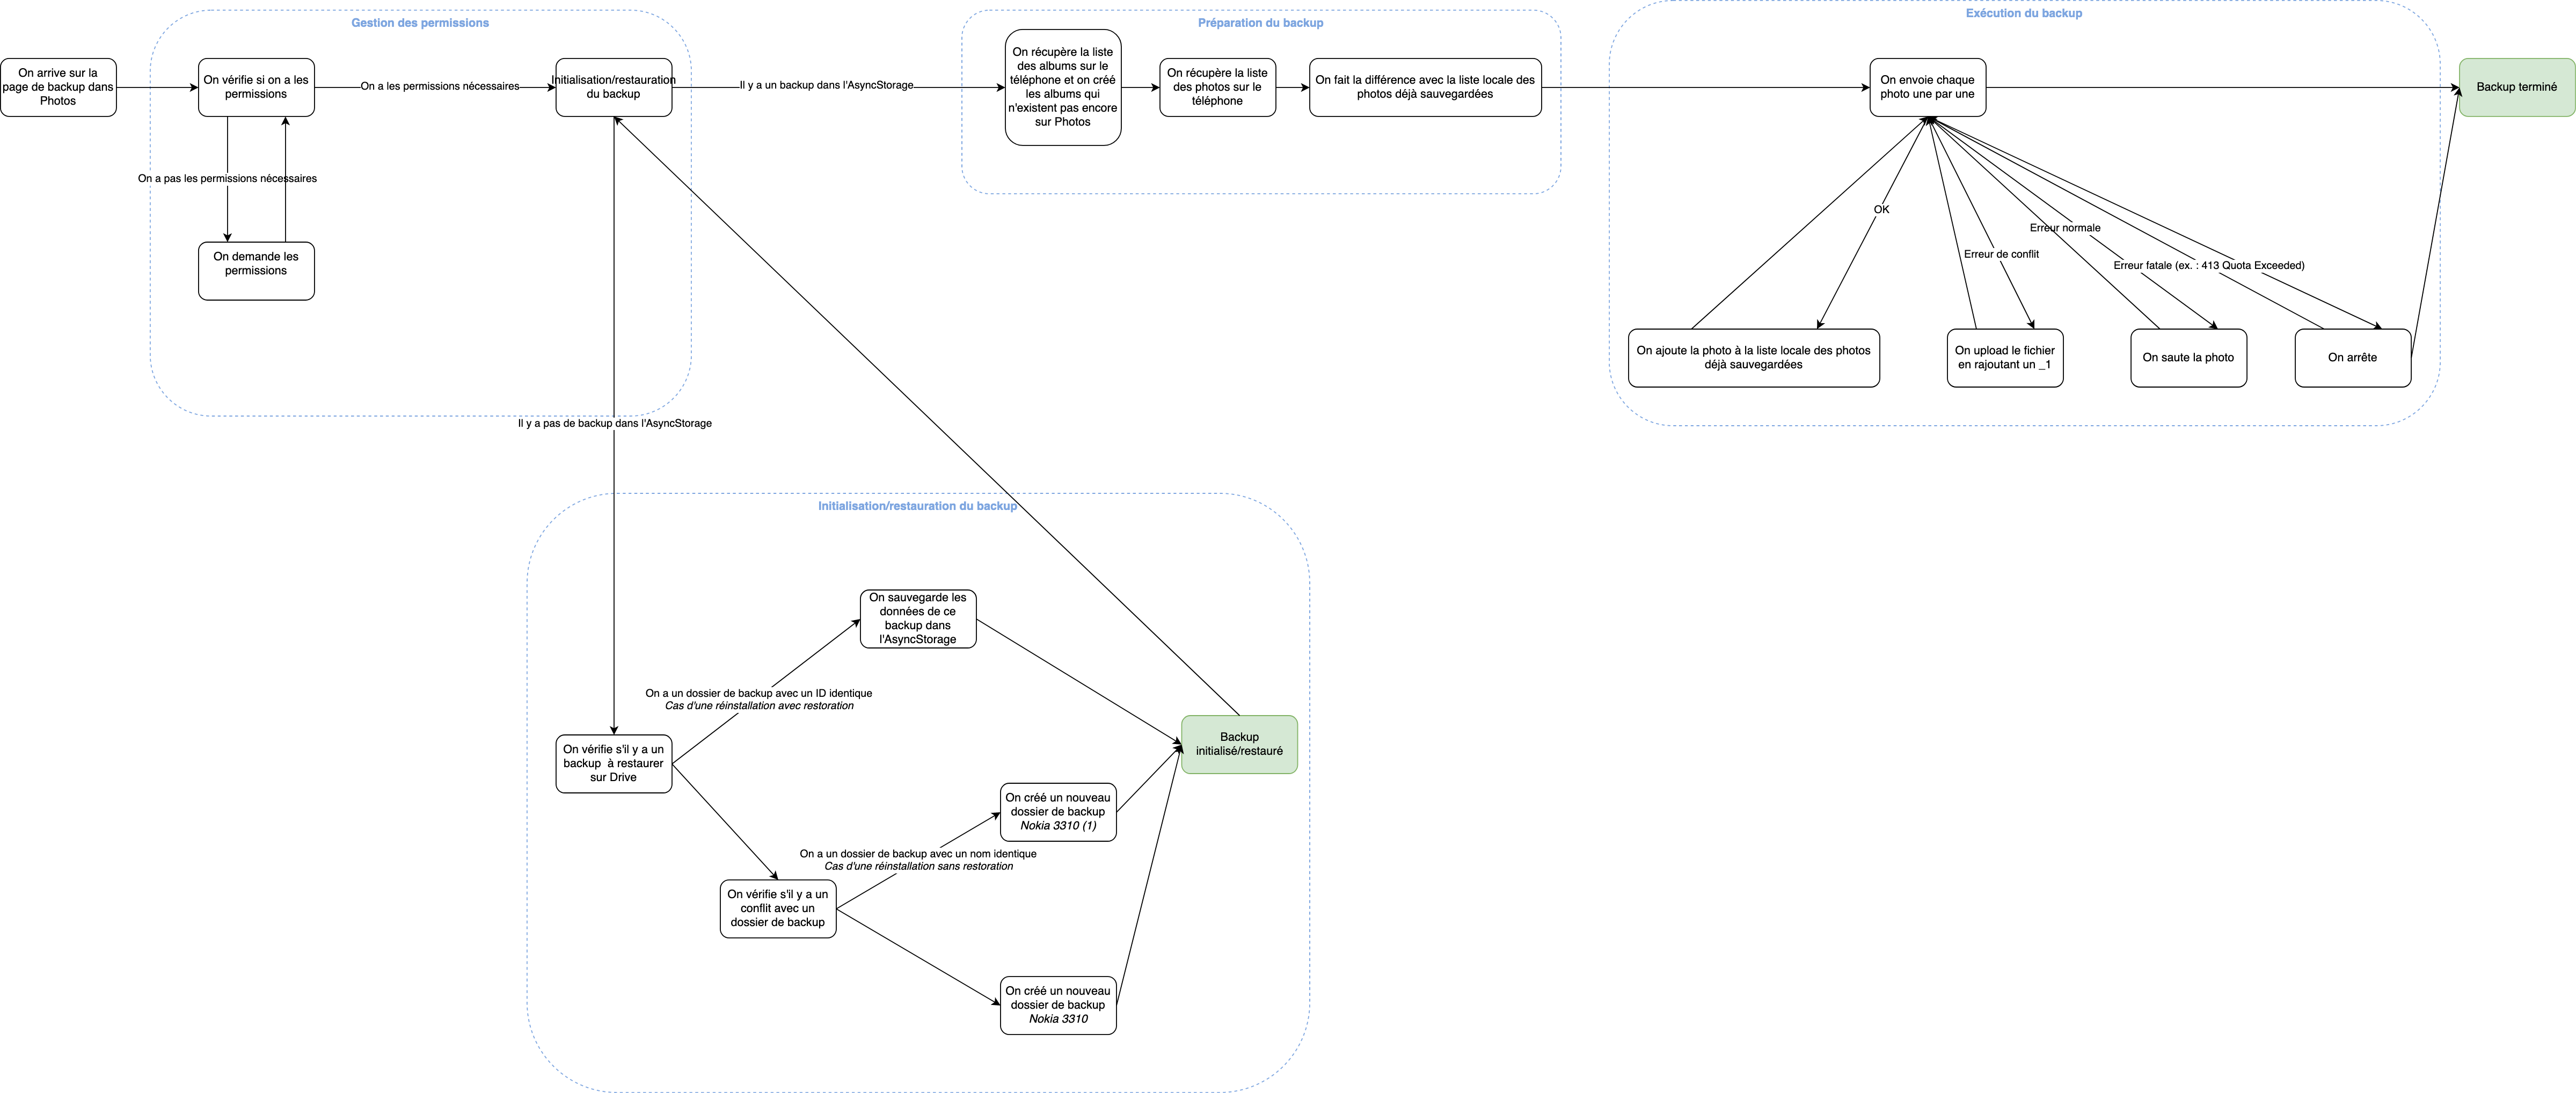 Gestion des permissions
Préparation du backup
Exécution du backup
On arrive sur la
page de backup dans
Photos
On vérifie si on a les
permissions
On a les permissions nécessaires
Initialisation/restauration
du backup
Il y a un backup dans l'AsyncStorage
On récupère la liste
des albums sur le
téléphone et on créé
les albums qui
n'existent pas encore
sur Photos
On récupère la liste
des photos sur le
téléphone
On fait la différence avec la liste locale des
photos déjà sauvegardées
On envoie chaque
photo une par une
Backup terminé
On a pas les permissions nécessaires
On demande les
permissions
OK
Erreur de conflit
Erreur normale
Erreur fatale (ex. : 413 Quota Exceeded)
On ajoute la photo à la liste locale des photos
déjà sauvegardées
On upload le fichier
en rajoutant un _1
On saute la photo
On arrête
Il y a pas de backup dans l'AsyncStorage
Initialisation/restauration du backup
On sauvegarde les
données de ce
backup dans
l'AsyncStorage
On a un dossier de backup avec un ID identique
Cas d'une réinstallation avec restoration
On vérifie s'il y a un
backup à restaurer
sur Drive
Backup
initialisé/restauré
On créé un nouveau
dossier de backup
Nokia 3310 (1)
On a un dossier de backup avec un nom identique
Cas d'une réinstallation sans restoration
On vérifie s'il y a un
conflit avec un
dossier de backup
On créé un nouveau
dossier de backup
Nokia 3310